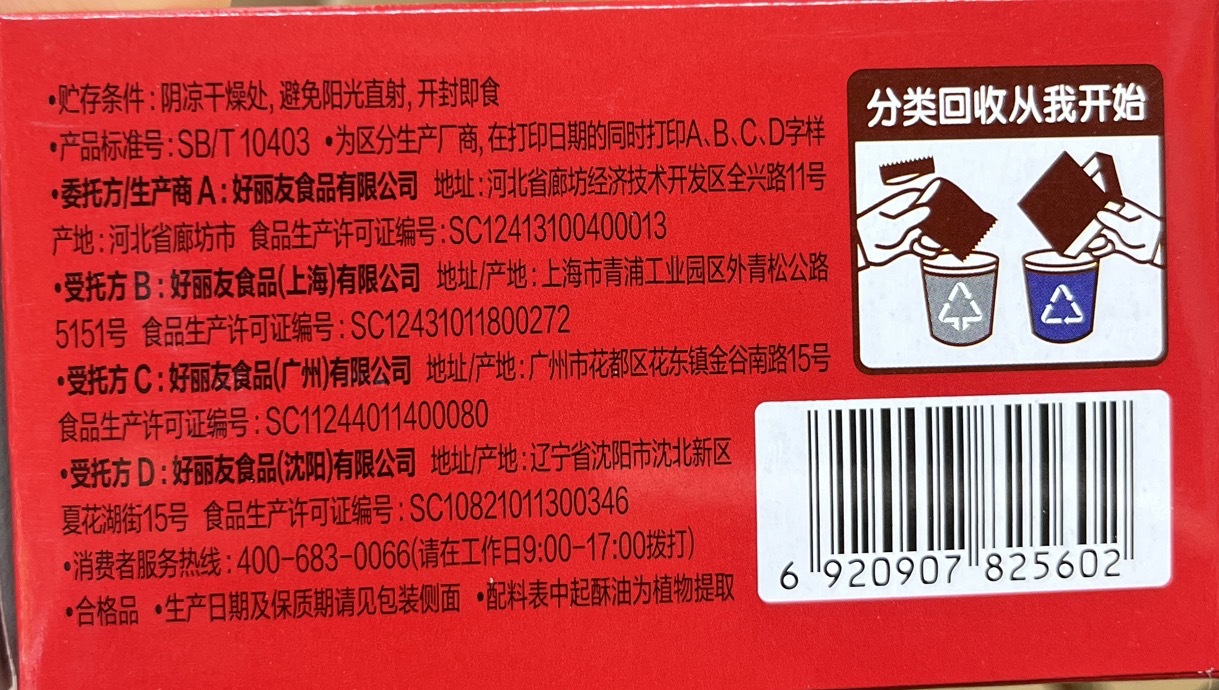 •贮存条件:阴凉干燥处,避免阳光直射,开封即食
•产品标准号:SB/T 10403 •为区分生产厂商,在打印日期的同时打印A、B、C、D字样
•委托方/生产商A:好丽友食品有限公司 地址:河北省廊坊经济技术开发区全兴路11号
产地:河北省廊坊市 食品生产许可证编号:SC12413100400013
•受托方B:好丽友食品(上海)有限公司 地址/产地:上海市青浦工业园区外青松公路
5151号 食品生产许可证编号:SC12431011800272
•受托方C:好丽友食品(广州)有限公司 地址/产地:广州市花都区花东镇金谷南路15号
食品生产许可证编号:SC11244011400080
•受托方D:好丽友食品(沈阳)有限公司 地址/产地:辽宁省沈阳市沈北新区
夏花湖街15号 食品生产许可证编号:SC10821011300346
•消费者服务热线:400-683-0066(请在工作日9:00-17:00拨打)
•合格品 •生产日期及保质期请见包装侧面 •配料表中起酥油为植物提取
分类回收从我开始
6 920907 825602